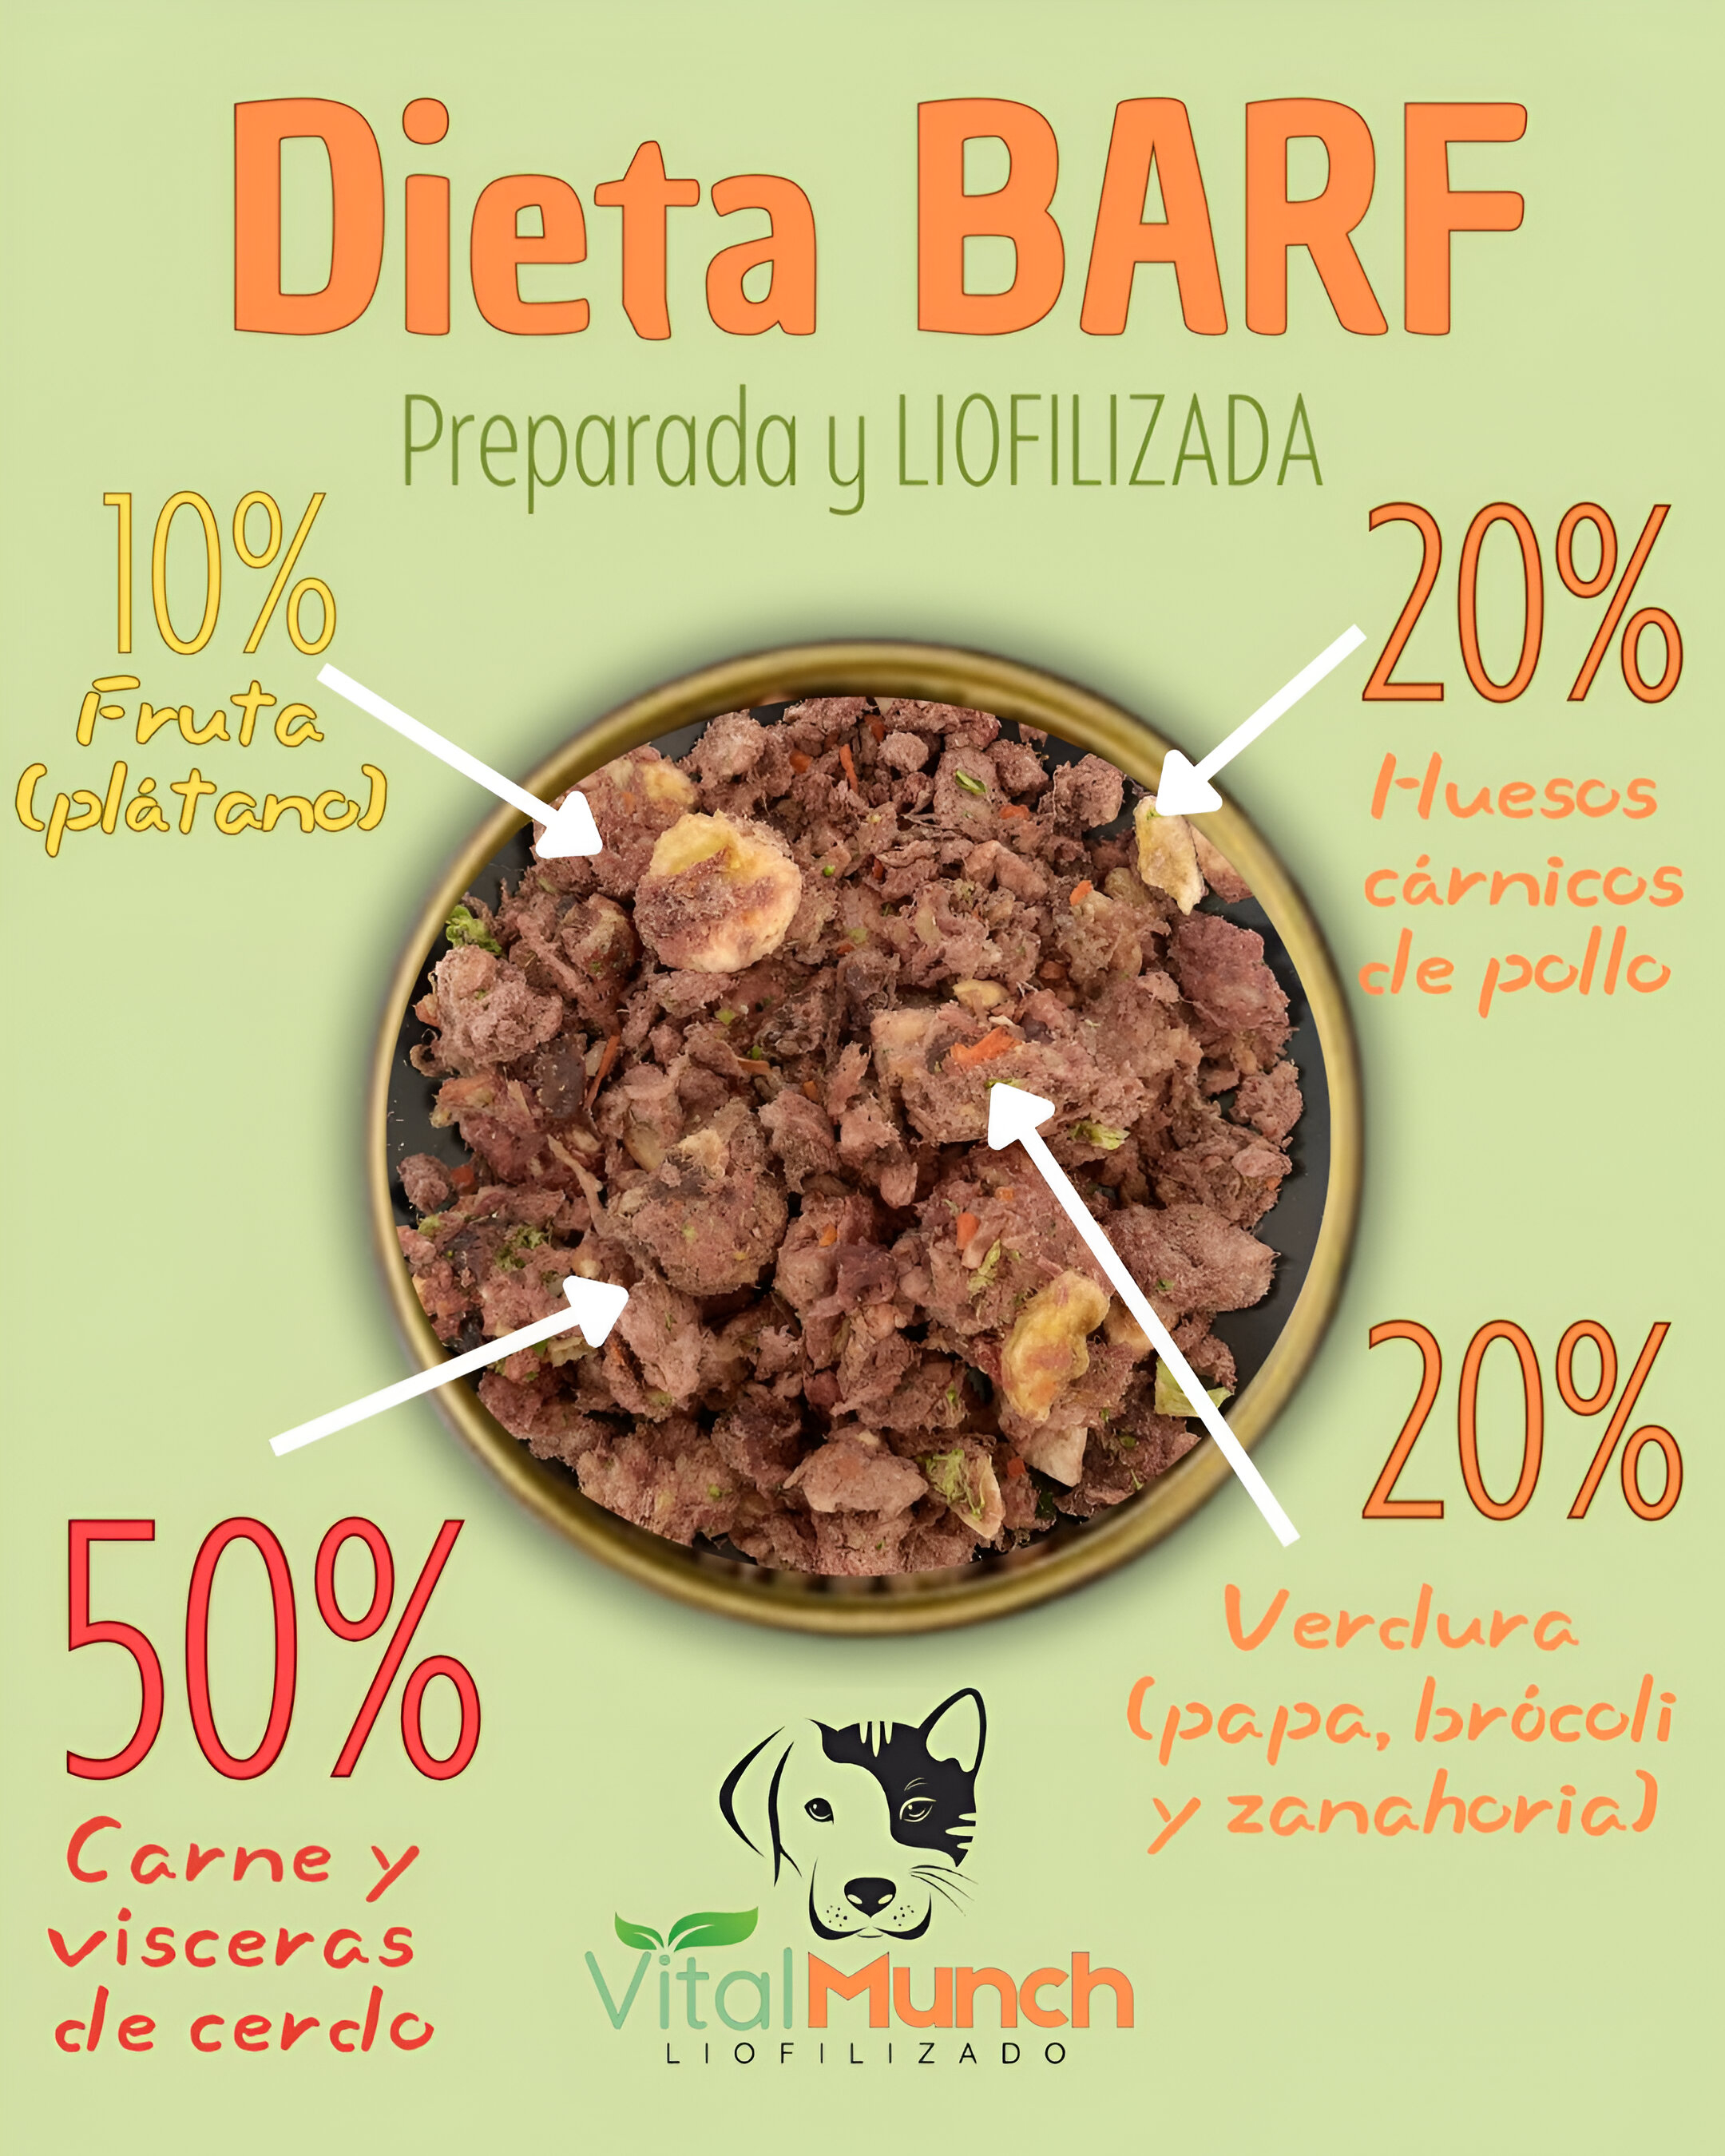 Dieta BARF
Preparada y LIOFILIZADA
10%
Fruta
(plátano)
20%
Huesos
cárnicos
de pollo
20%
Verdura
(papa, brócoli
y zanahoria)
50%
Carne y
visceras
de cerdo
VitalMunch
LIOFILIZADO